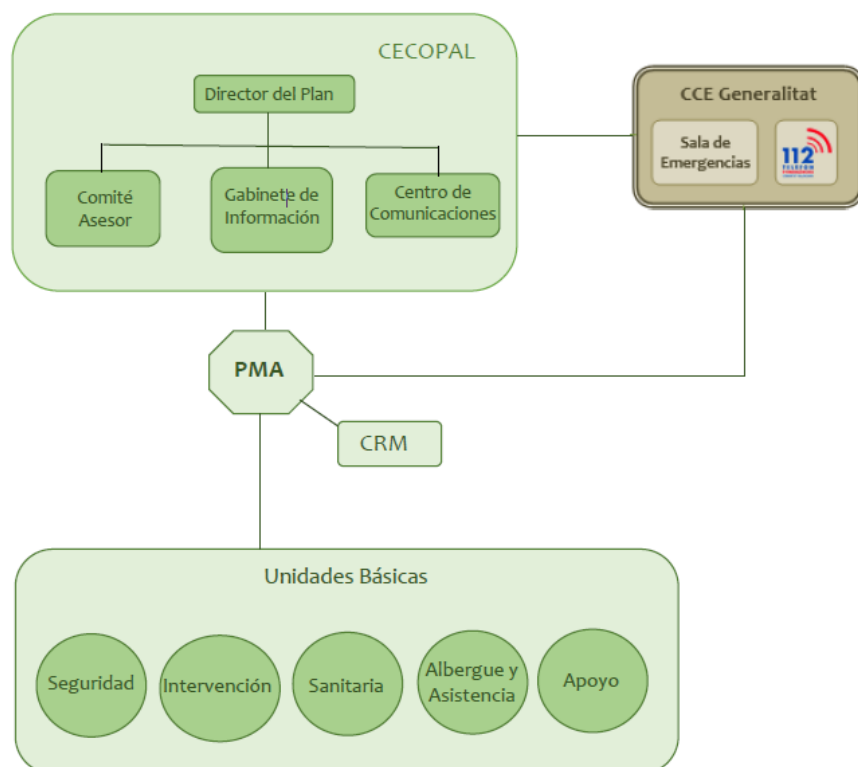 CECOPAL
Director del Plan
Comité
Asesor
Gabinete de
Información
Centro de
Comunicaciones
CCE Generalitat
Sala de
Emergencias
112
PMA
CRM
Unidades Básicas
Seguridad
Intervención
Sanitaria
Albergue y
Asistencia
Apoyo